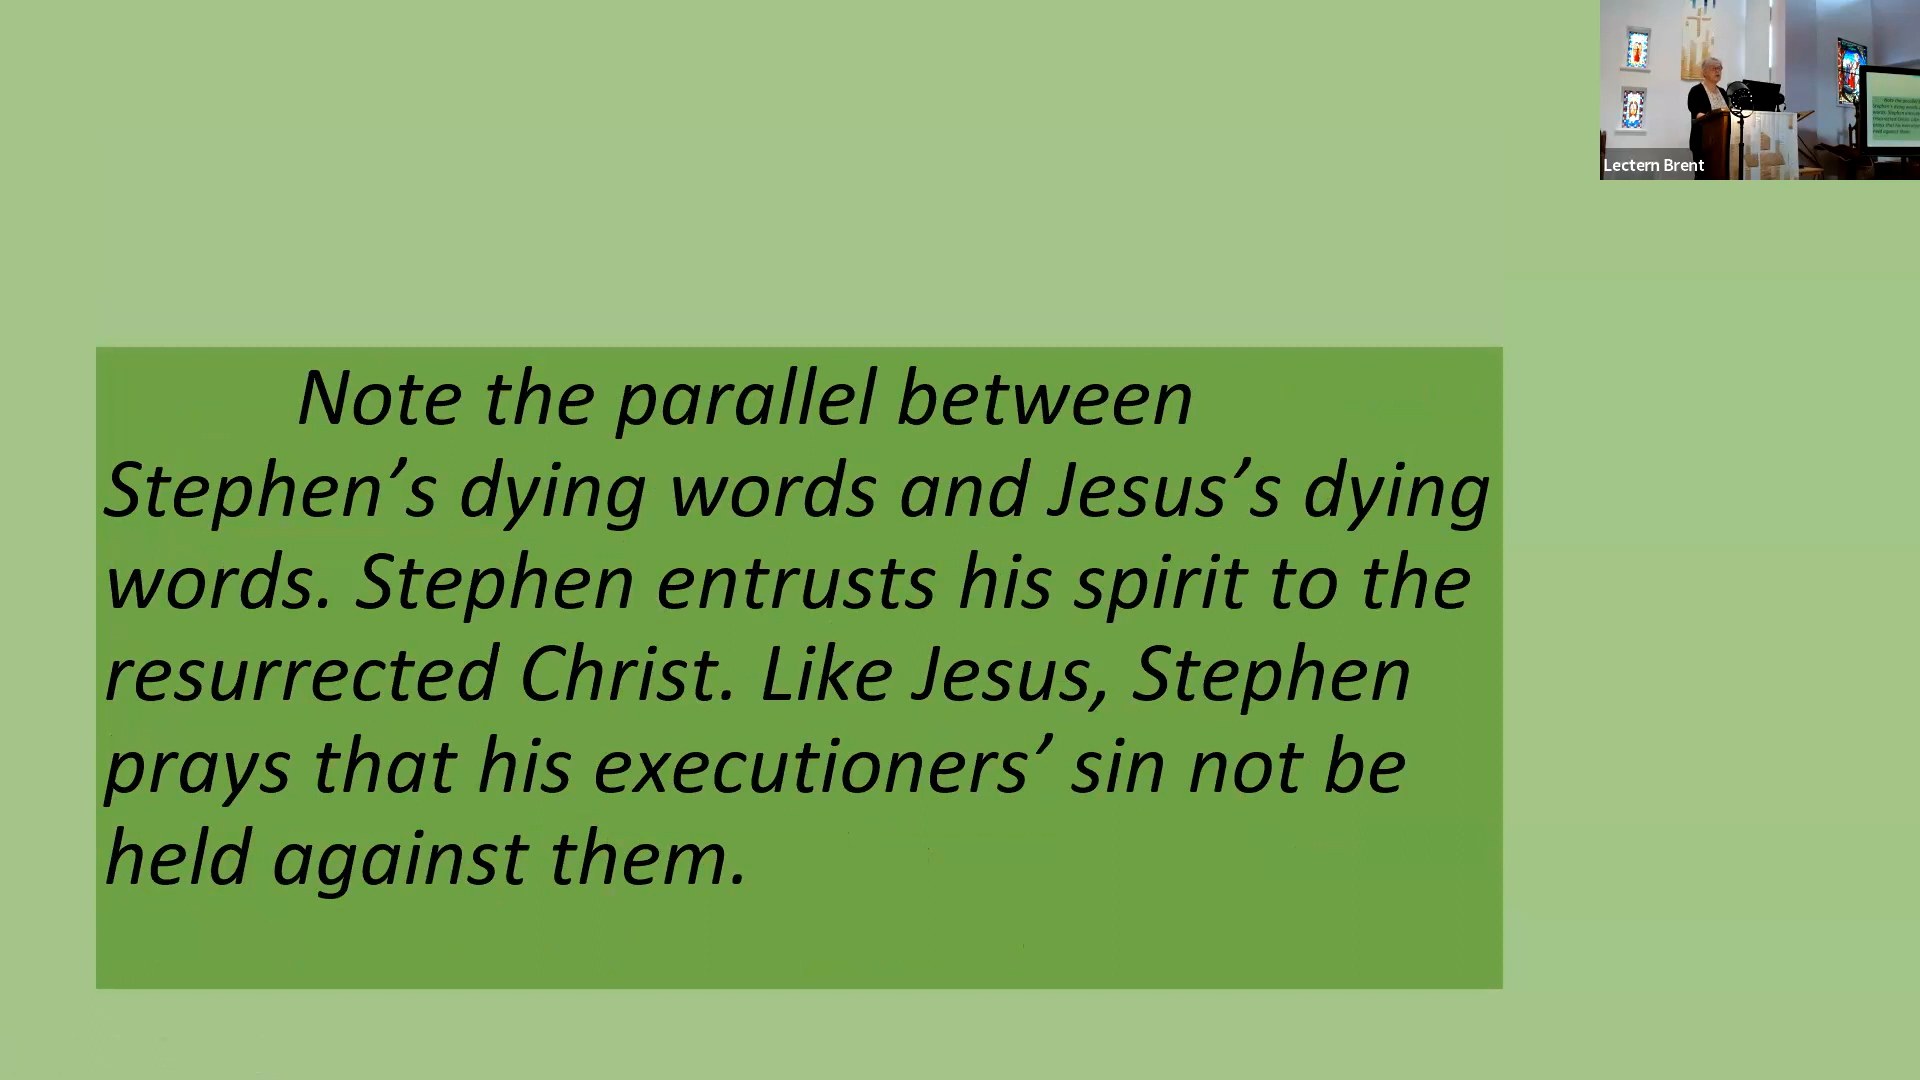 Note the parallel between
Stephen’s dying words and Jesus’s dying
words. Stephen entrusts his spirit to the
resurrected Christ. Like Jesus, Stephen
prays that his executioners’ sin not be
held against them.
Lectern Brent